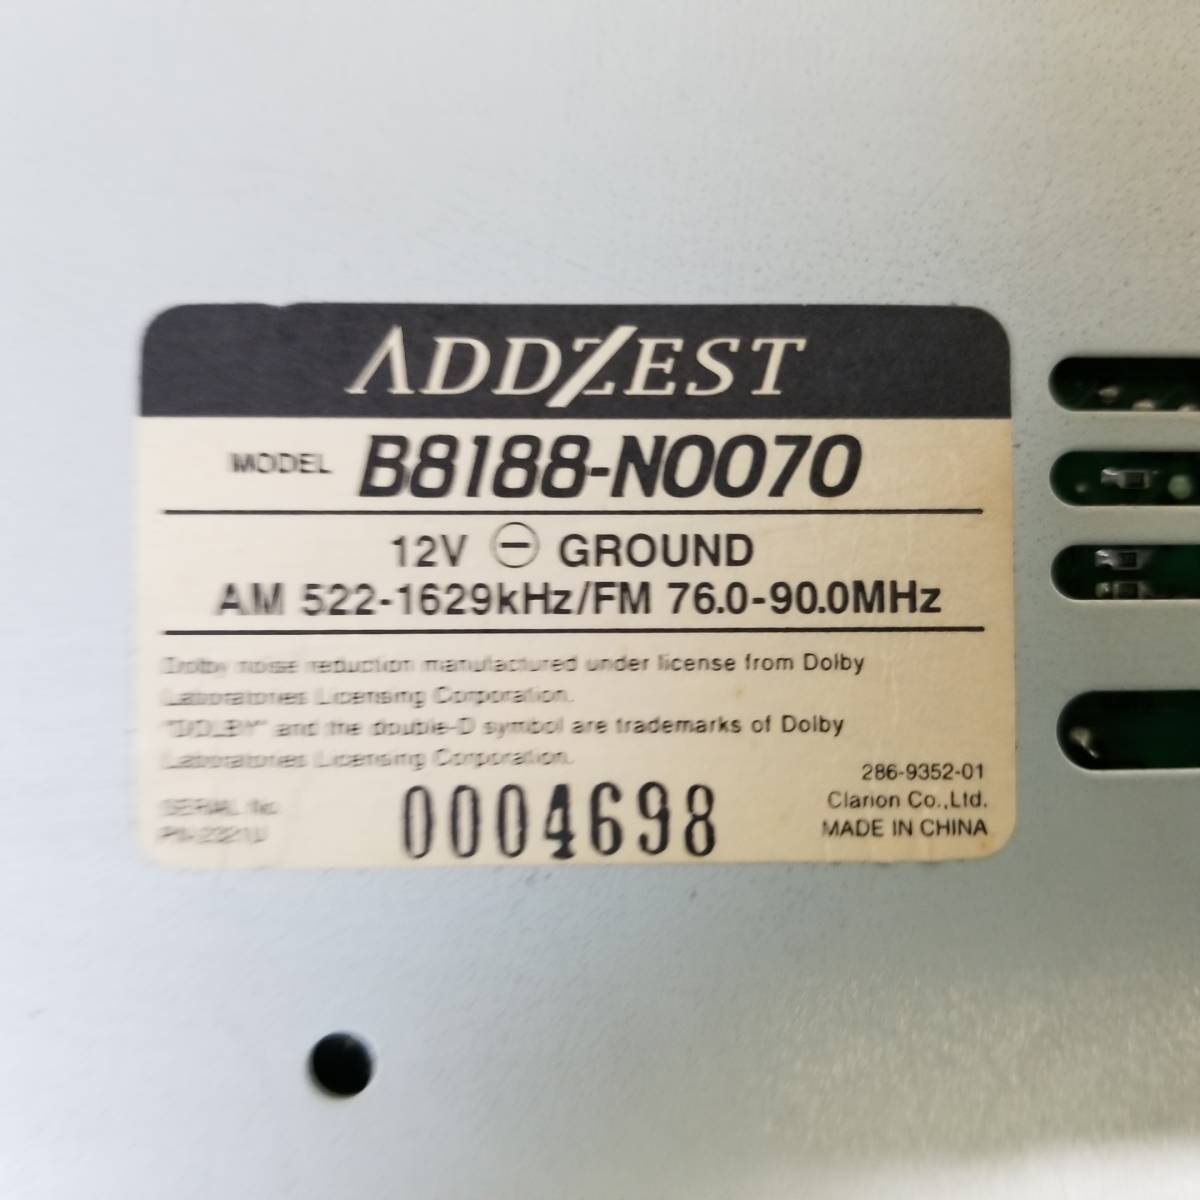 ADDZEST
MODEL B8188-N0070
12V ⊖ GROUND
AM 522-1629kHz/FM 76.0-90.0MHz
Dolby noise reduction manufactured under license from Dolby
Laboratories Licensing Corporation.
"DOLBY" and the double-D symbol are trademarks of Dolby
Laboratories Licensing Corporation.
286-9352-01
SERIAL No. 0004698 Clarion Co.,Ltd.
MADE IN CHINA